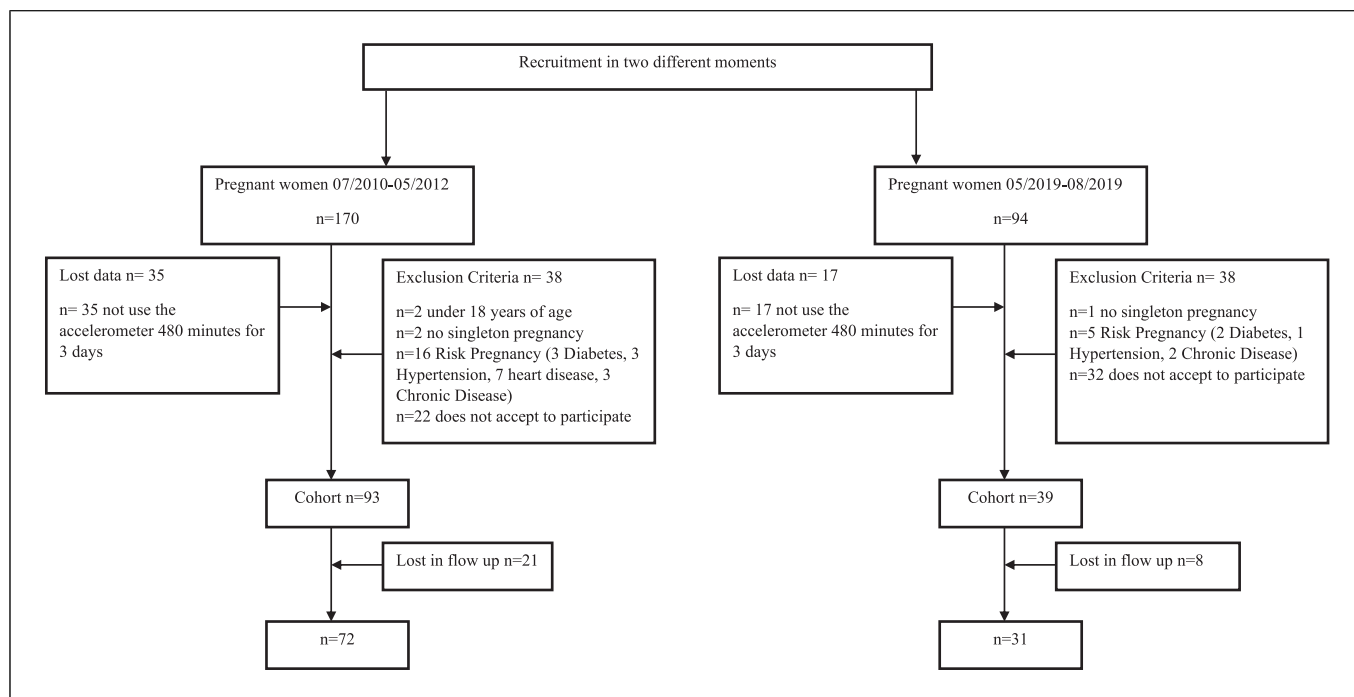 Recruitment in two different moments
Pregnant women 07/2010-05/2012
n=170
Pregnant women 05/2019-08/2019
n=94
Lost data n= 35
n= 35 not use the
accelerometer 480 minutes for
3 days
Exclusion Criteria n= 38
n=2 under 18 years of age
n=2 no singleton pregnancy
n=16 Risk Pregnancy (3 Diabetes, 3
Hypertension, 7 heart disease, 3
Chronic Disease)
n=22 does not accept to participate
Lost data n= 17
n= 17 not use the
accelerometer 480 minutes for
3 days
Exclusion Criteria n= 38
n=1 no singleton pregnancy
n=5 Risk Pregnancy (2 Diabetes, 1
Hypertension, 2 Chronic Disease)
n=32 does not accept to participate
Cohort n=93
Cohort n=39
Lost in flow up n=21
Lost in flow up n=8
n=72
n=31